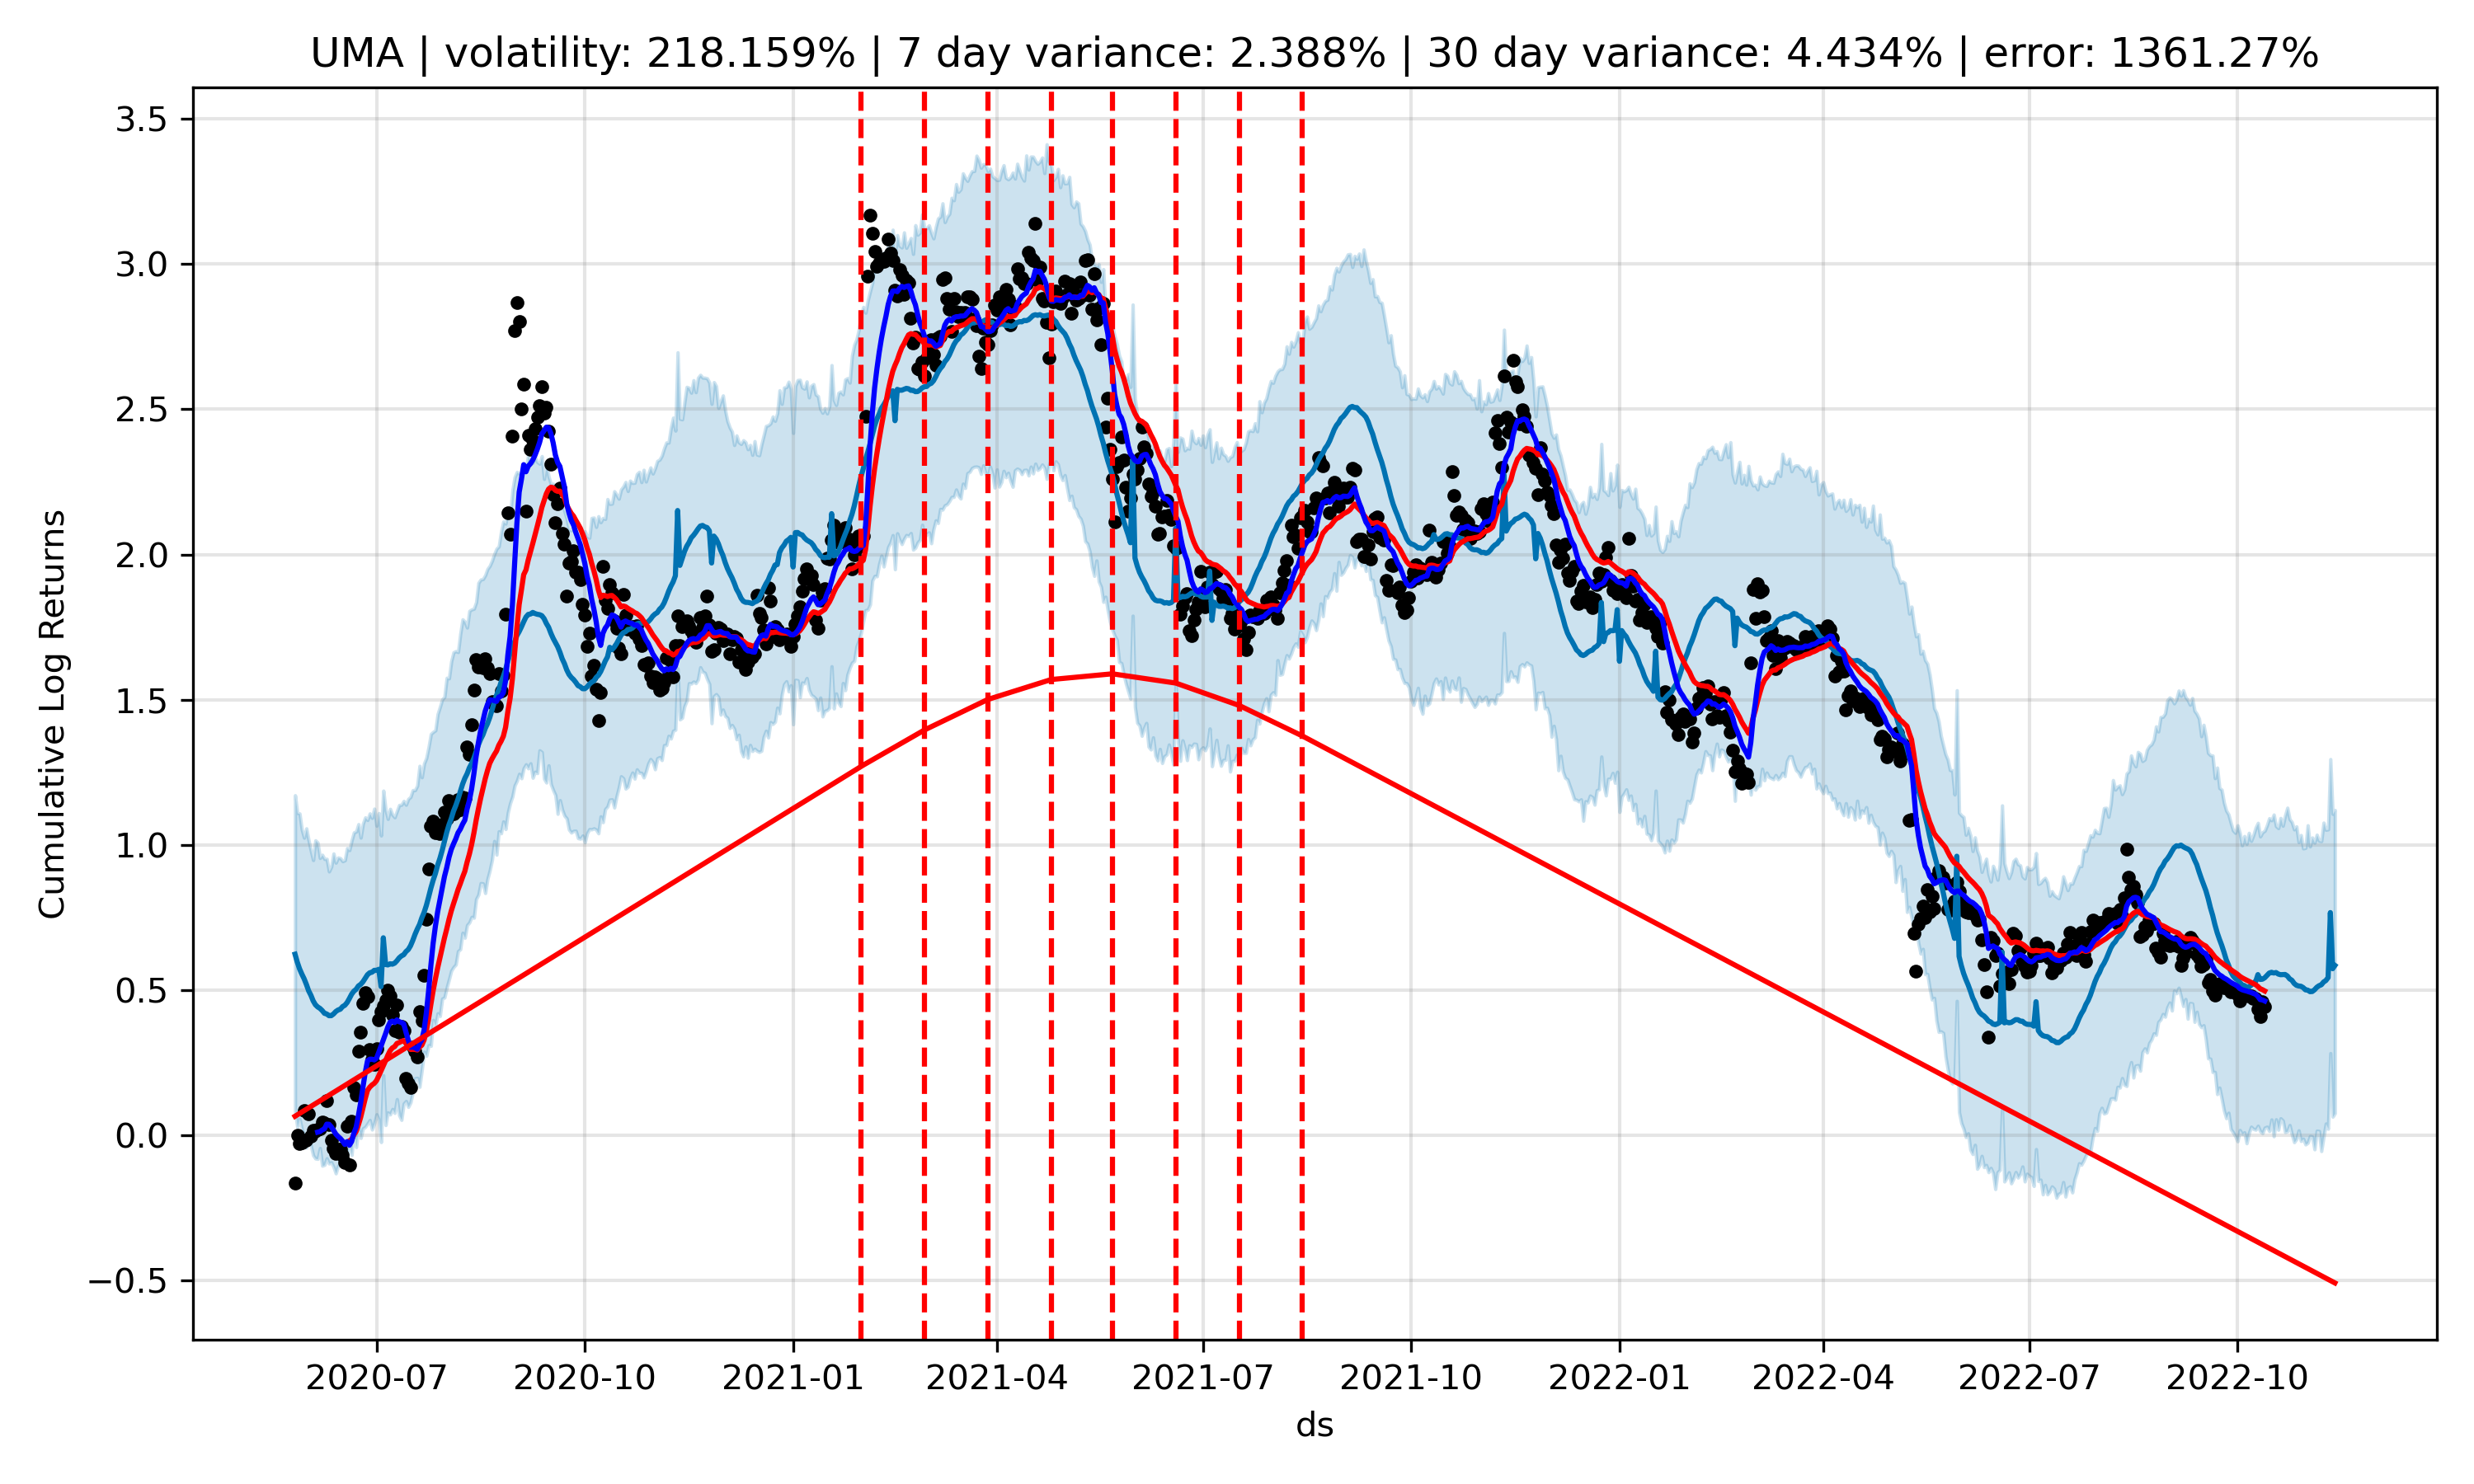 UMA | volatility: 218.159% | 7 day variance: 2.388% | 30 day variance: 4.434% | error: 1361.27%
3.5
3.0
2.5
2.0
1.5
1.0
0.5
0.0
−0.5
Cumulative Log Returns
2020-07 2020-10 2021-01 2021-04 2021-07 2021-10 2022-01 2022-04 2022-07 2022-10
ds